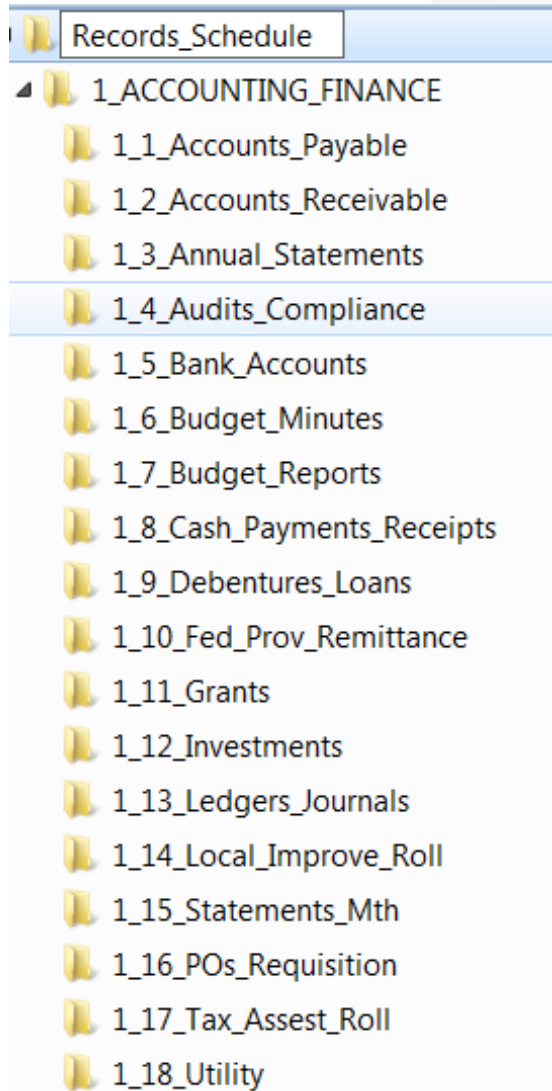 Records_Schedule
1_ACCOUNTING_FINANCE
1_1_Accounts_Payable
1_2_Accounts_Receivable
1_3_Annual_Statements
1_4_Audits_Compliance
1_5_Bank_Accounts
1_6_Budget_Minutes
1_7_Budget_Reports
1_8_Cash_Payments_Receipts
1_9_Debentures_Loans
1_10_Fed_Prov_Remittance
1_11_Grants
1_12_Investments
1_13_Ledgers_Journals
1_14_Local_Improve_Roll
1_15_Statements_Mth
1_16_POs_Requisition
1_17_Tax_Assest_Roll
1_18_Utility